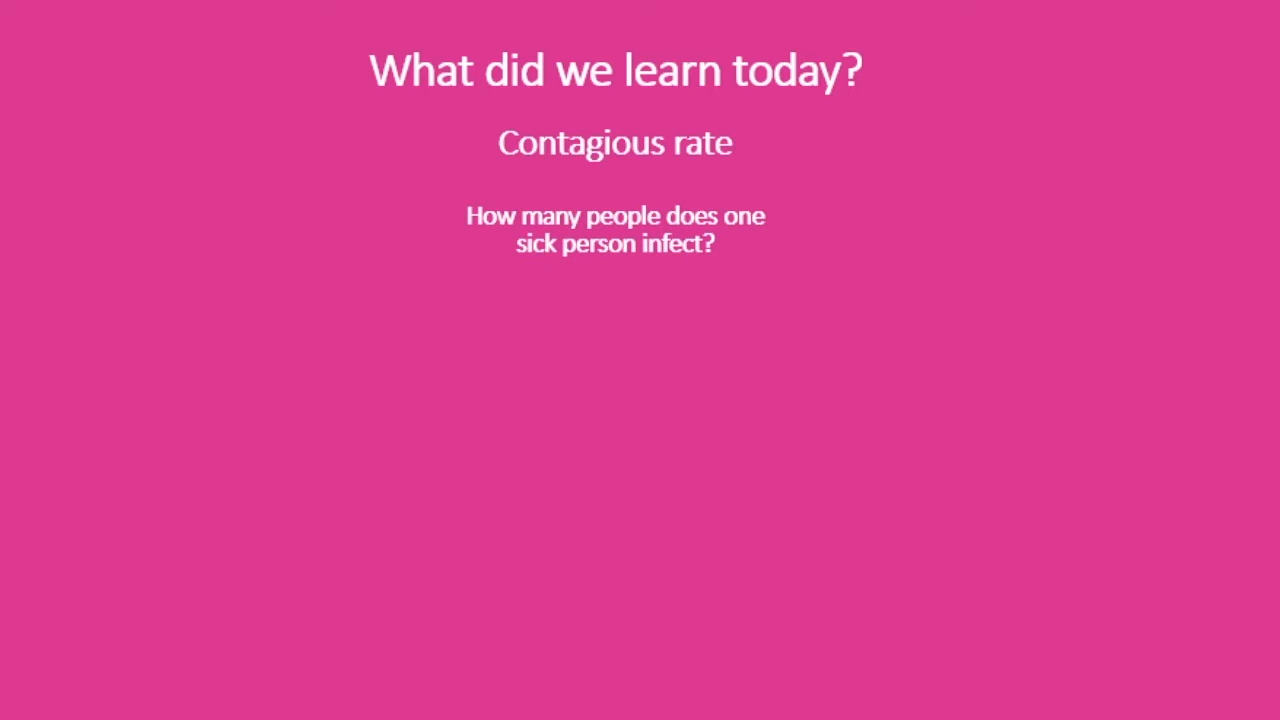 What did we learn today?
Contagious rate
How many people does one
sick person infect?